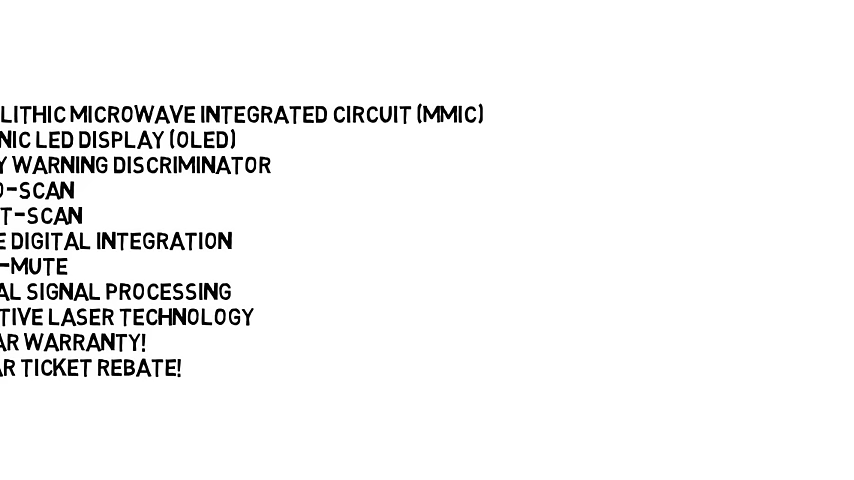 LITHIC MICROWAVE INTEGRATED CIRCUIT (MMIC)
NIC LED DISPLAY (OLED)
Y WARNING DISCRIMINATOR
O-SCAN
T-SCAN
E DIGITAL INTEGRATION
-MUTE
AL SIGNAL PROCESSING
TIVE LASER TECHNOLOGY
AR WARRANTY!
AR TICKET REBATE!